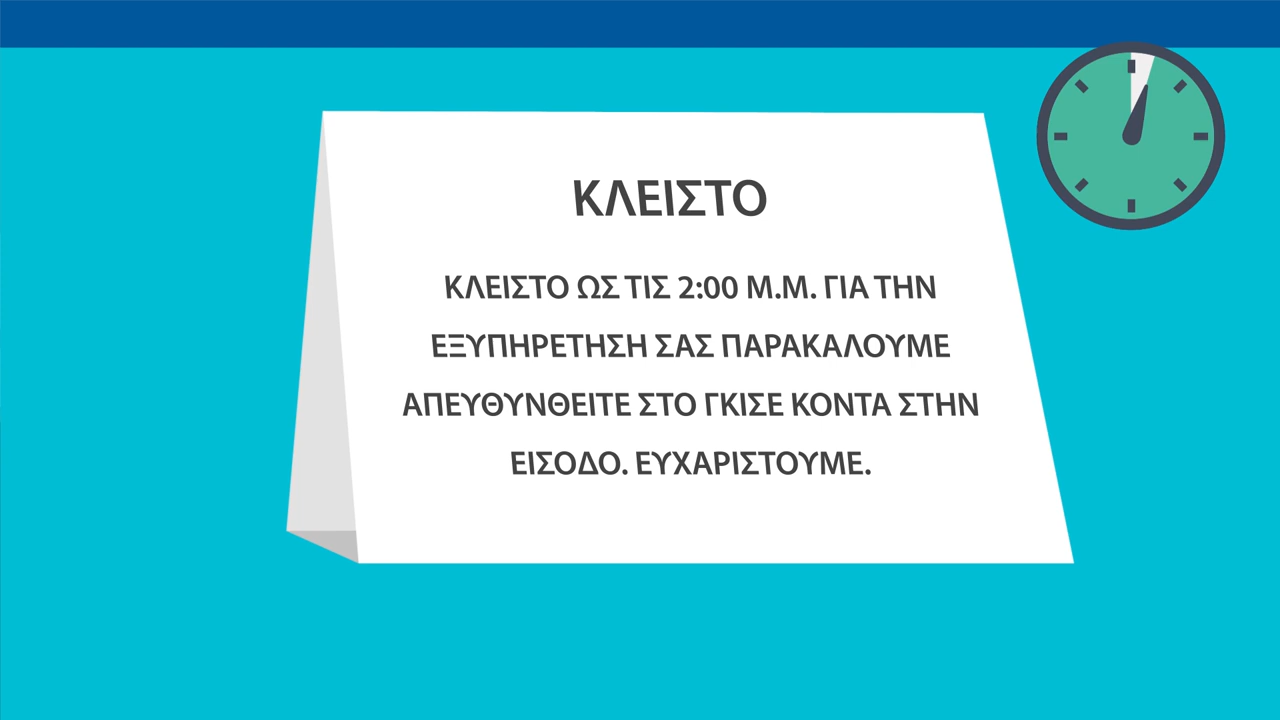 ΚΛΕΙΣΤΟ
ΚΛΕΙΣΤΟ ΩΣ ΤΙΣ 2:00 Μ.Μ. ΓΙΑ ΤΗΝ
ΕΞΥΠΗΡΕΤΗΣΗ ΣΑΣ ΠΑΡΑΚΑΛΟΥΜΕ
ΑΠΕΥΘΥΝΘΕΙΤΕ ΣΤΟ ΓΚΙΣΕ ΚΟΝΤΑ ΣΤΗΝ
ΕΙΣΟΔΟ. ΕΥΧΑΡΙΣΤΟΥΜΕ.